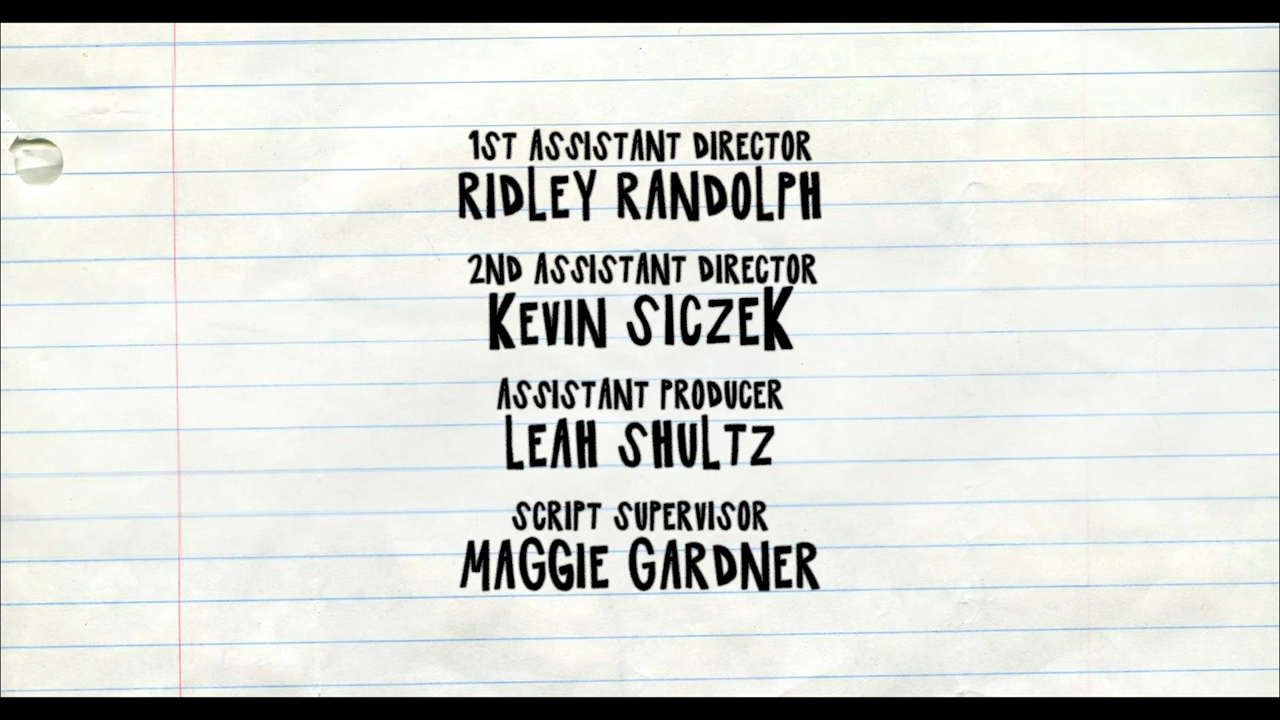 1ST ASSISTANT DIRECTOR
RIDLEY RANDOLPH
2ND ASSISTANT DIRECTOR
KEVIN SICZEK
ASSISTANT PRODUCER
LEAH SHULTZ
SCRIPT SUPERVISOR
MAGGIE GARDNER